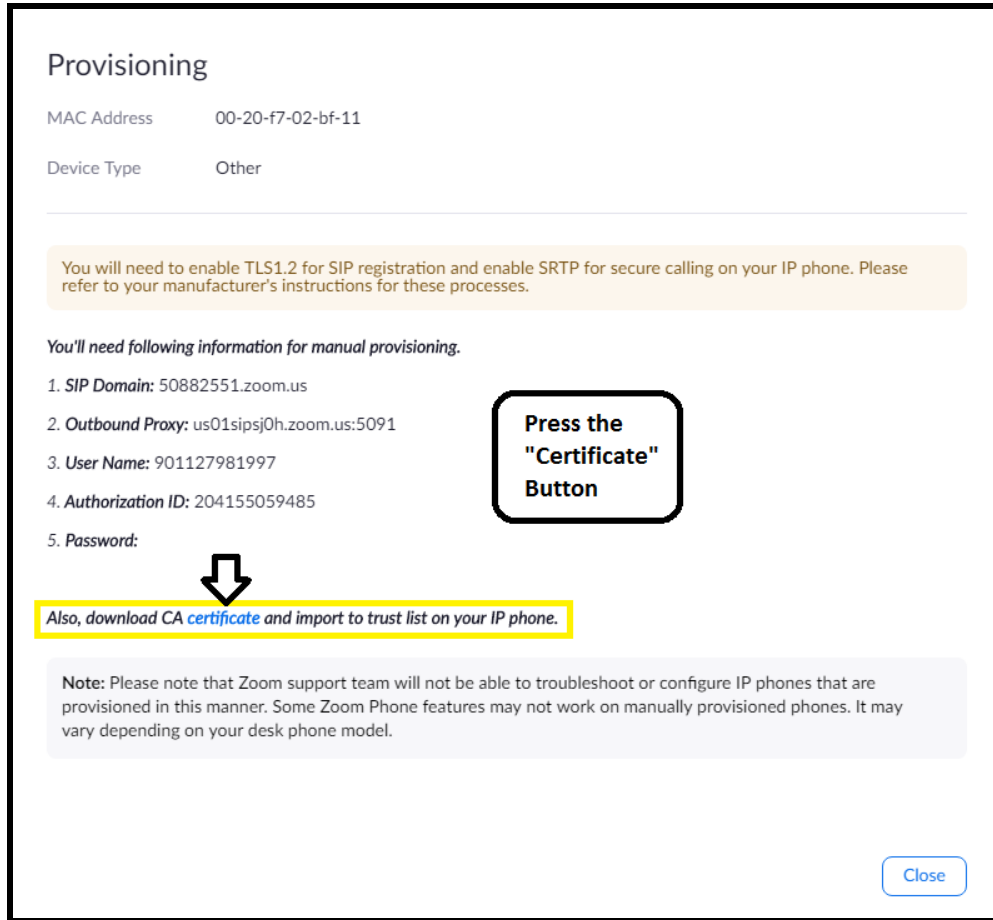 Provisioning
MAC Address 00-20-f7-02-bf-11
Device Type Other
You will need to enable TLS1.2 for SIP registration and enable SRTP for secure calling on your IP phone. Please
refer to your manufacturer's instructions for these processes.
You'll need following information for manual provisioning.
1. SIP Domain: 50882551.zoom.us
2. Outbound Proxy: us01sipsj0h.zoom.us:5091
3. User Name: 901127981997
4. Authorization ID: 204155059485
5. Password:
Press the
"Certificate"
Button
Also, download CA certificate and import to trust list on your IP phone.
Note: Please note that Zoom support team will not be able to troubleshoot or configure IP phones that are
provisioned in this manner. Some Zoom Phone features may not work on manually provisioned phones. It may
vary depending on your desk phone model.
Close